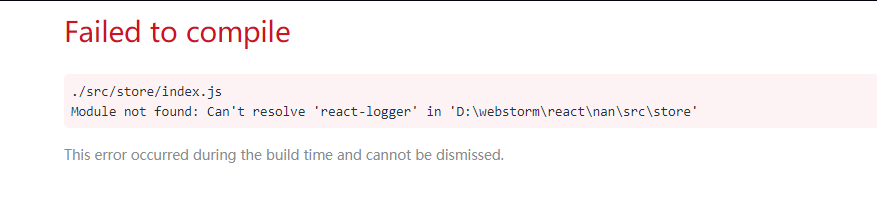 Failed to compile
./src/store/index.js
Module not found: Can't resolve 'react-logger' in 'D:\webstorm\react\nan\src\store'
This error occurred during the build time and cannot be dismissed.